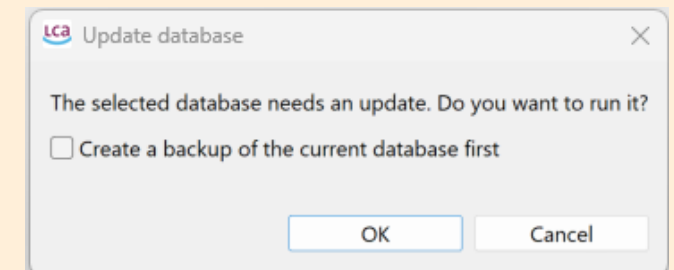 LCA Update database
The selected database needs an update. Do you want to run it?
Create a backup of the current database first
OK Cancel